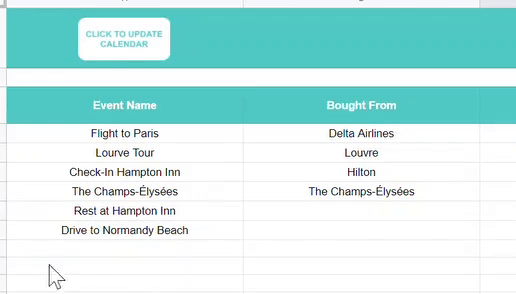 CLICK TO UPDATE
CALENDAR
Event Name Bought From
Flight to Paris Delta Airlines
Lourve Tour Louvre
Check-In Hampton Inn Hilton
The Champs-Élysées The Champs-Élysées
Rest at Hampton Inn
Drive to Normandy Beach